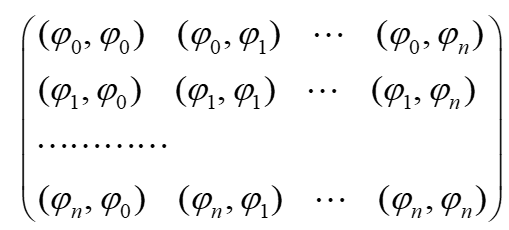 (φ₀, φ₀) (φ₀, φ₁) ⋯ (φ₀, φₙ)
(φ₁, φ₀) (φ₁, φ₁) ⋯ (φ₁, φₙ)
⋯⋯⋯⋯
(φₙ, φ₀) (φₙ, φ₁) ⋯ (φₙ, φₙ)